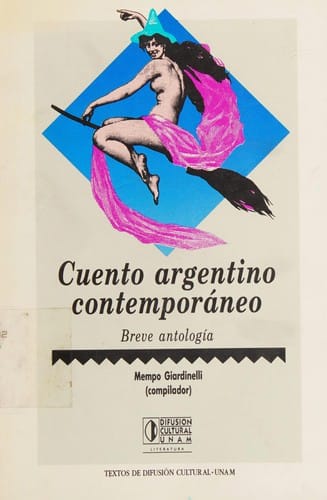 Cuento argentino
contemporáneo
Breve antología
Mempo Giardinelli
(compilador)
DIFUSION
CULTURAL
UNAM
LITERATURA
TEXTOS DE DIFUSIÓN CULTURAL-UNAM